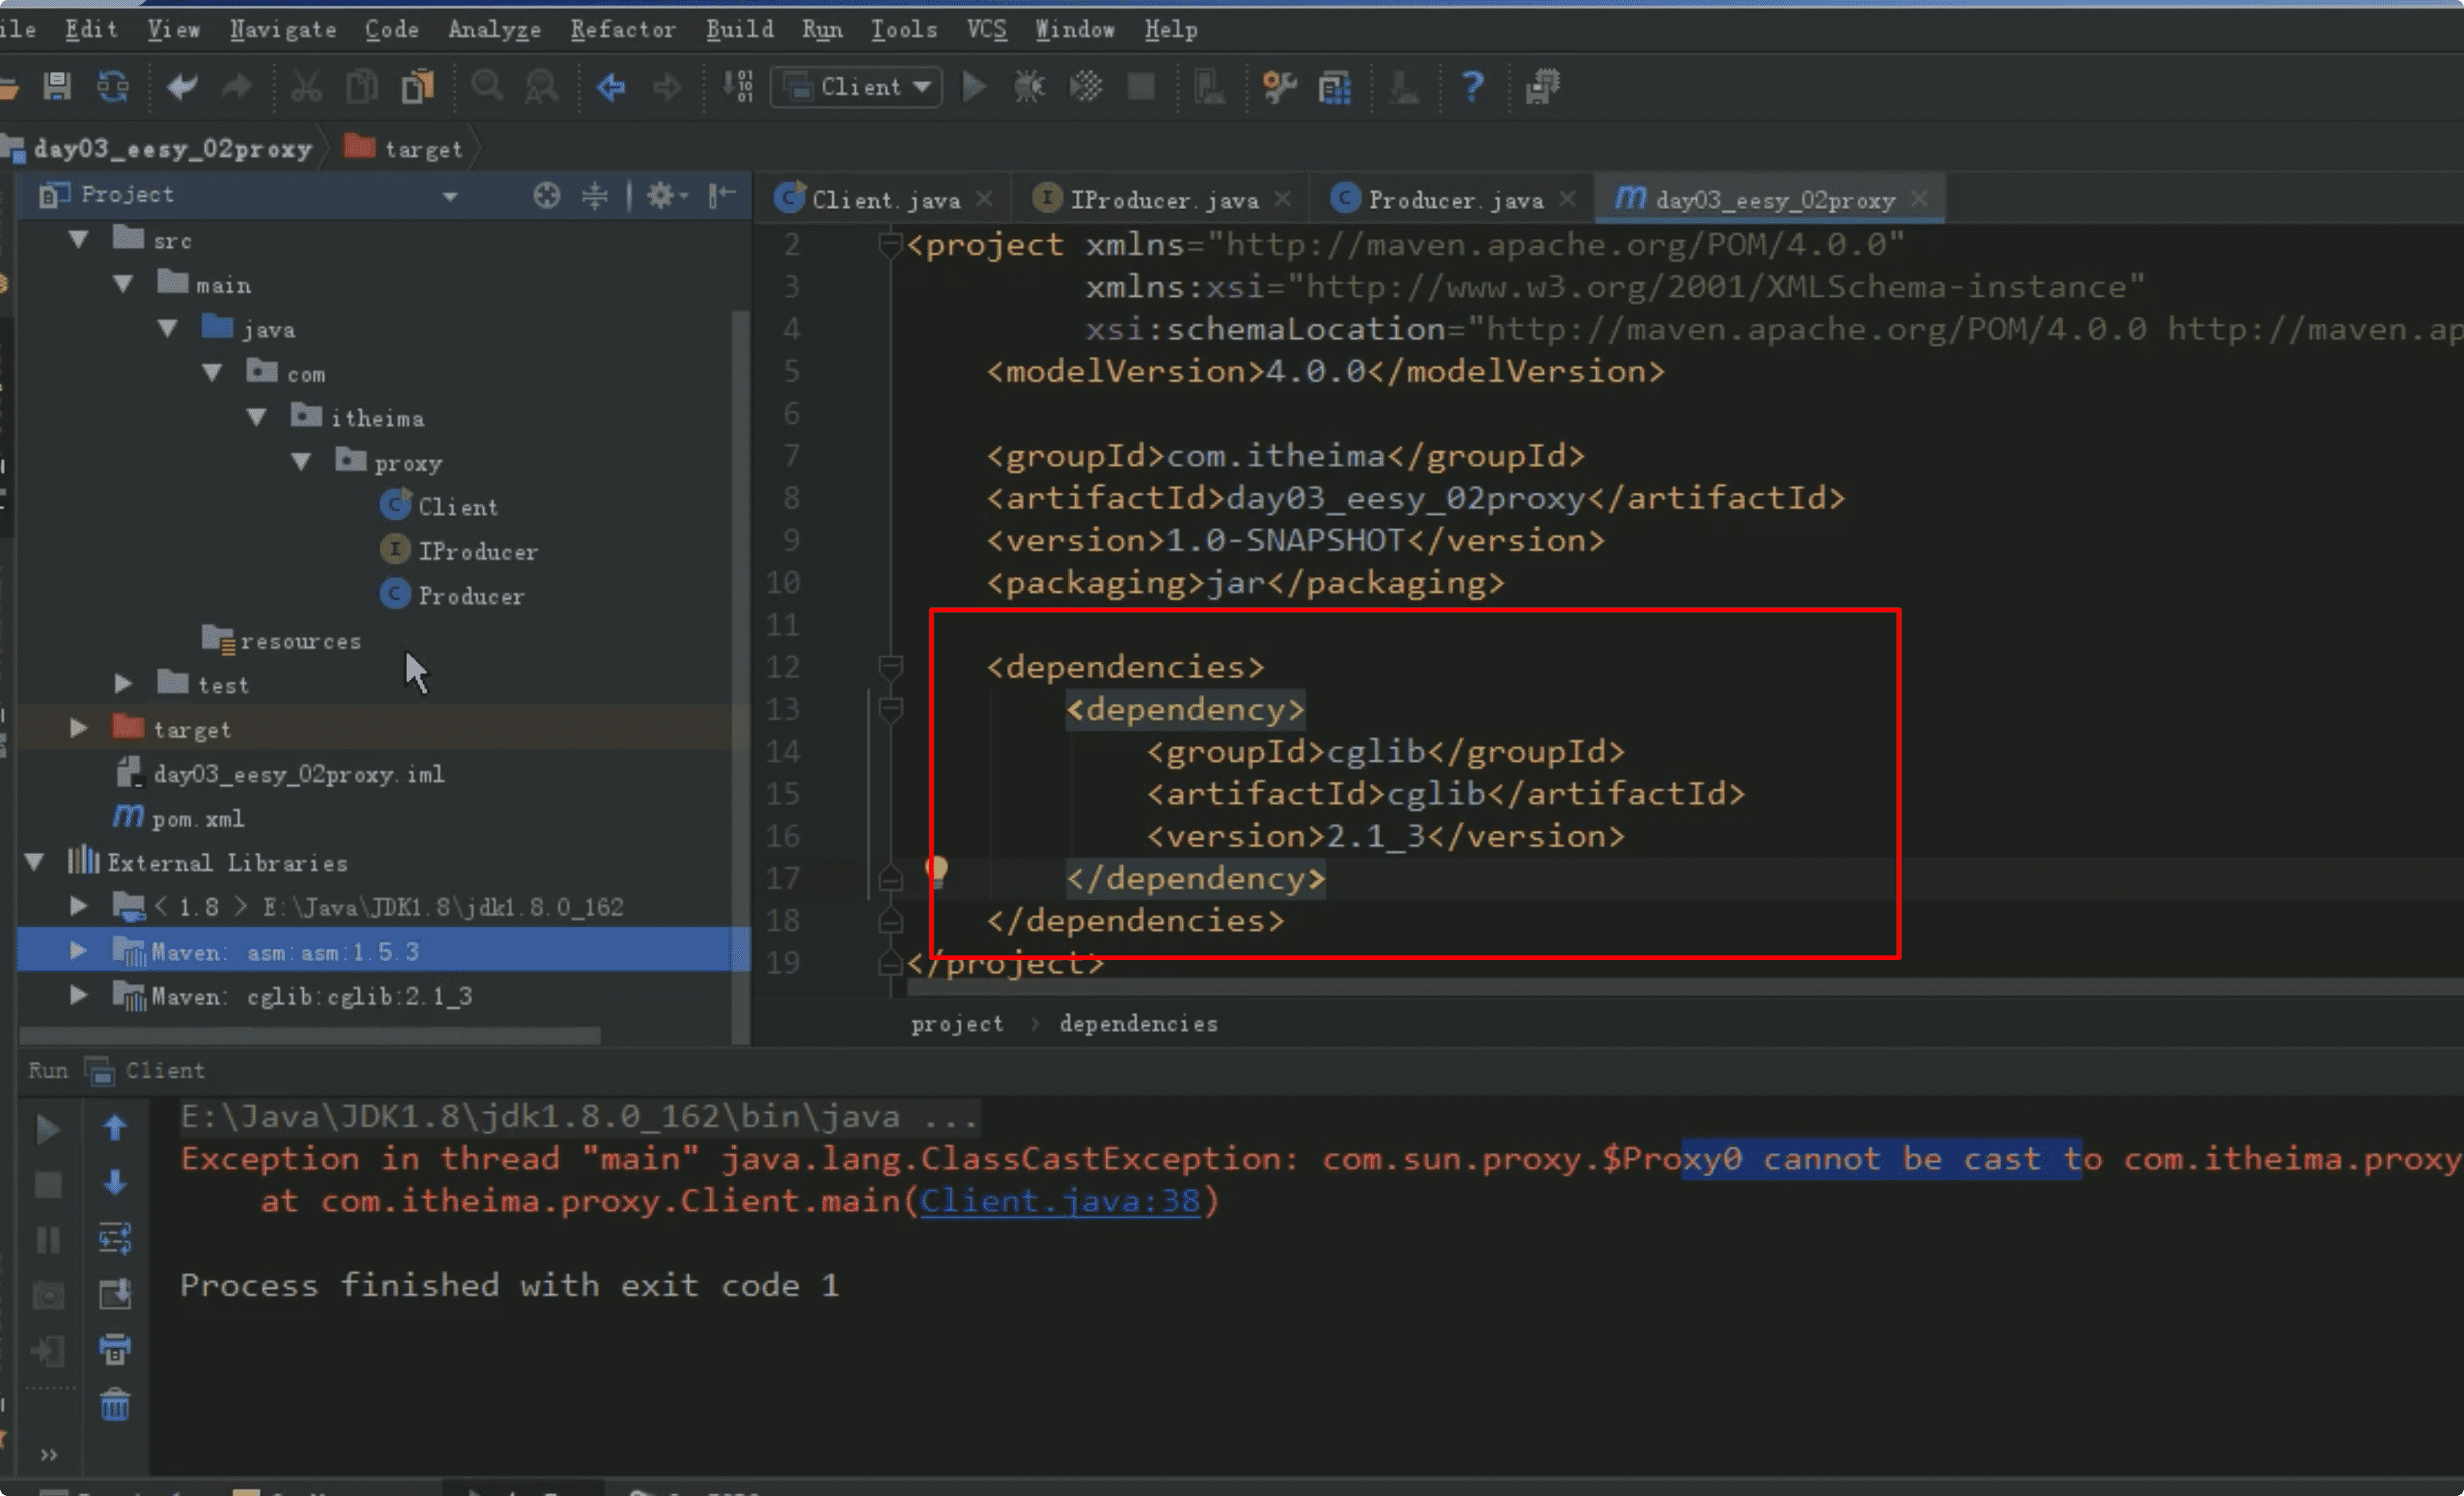 Edit View Navigate Code Analyze Refactor Build Run Tools VCS Window Help
Client
day03_eesy_02proxy target
Project
Client.java IProducer.java Producer.java day03_eesy_02proxy
src
main
java
com
itheima
proxy
Client
IProducer
Producer
resources
test
target
day03_eesy_02proxy.iml
pom.xml
External Libraries
< 1.8 > E:\Java\JDK1.8\jdk1.8.0_162
Maven: asm:asm:1.5.3
Maven: cglib:cglib:2.1_3
2 <project xmlns="http://maven.apache.org/POM/4.0.0"
3 xmlns:xsi="http://www.w3.org/2001/XMLSchema-instance"
4 xsi:schemaLocation="http://maven.apache.org/POM/4.0.0 http://maven.ap
5 <modelVersion>4.0.0</modelVersion>
6
7 <groupId>com.itheima</groupId>
8 <artifactId>day03_eesy_02proxy</artifactId>
9 <version>1.0-SNAPSHOT</version>
10 <packaging>jar</packaging>
11
12 <dependencies>
13 <dependency>
14 <groupId>cglib</groupId>
15 <artifactId>cglib</artifactId>
16 <version>2.1_3</version>
17 </dependency>
18 </dependencies>
19 </project>
project › dependencies
Run Client
E:\Java\JDK1.8\jdk1.8.0_162\bin\java ...
Exception in thread "main" java.lang.ClassCastException: com.sun.proxy.$Proxy0 cannot be cast to com.itheima.proxy
at com.itheima.proxy.Client.main(Client.java:38)
Process finished with exit code 1